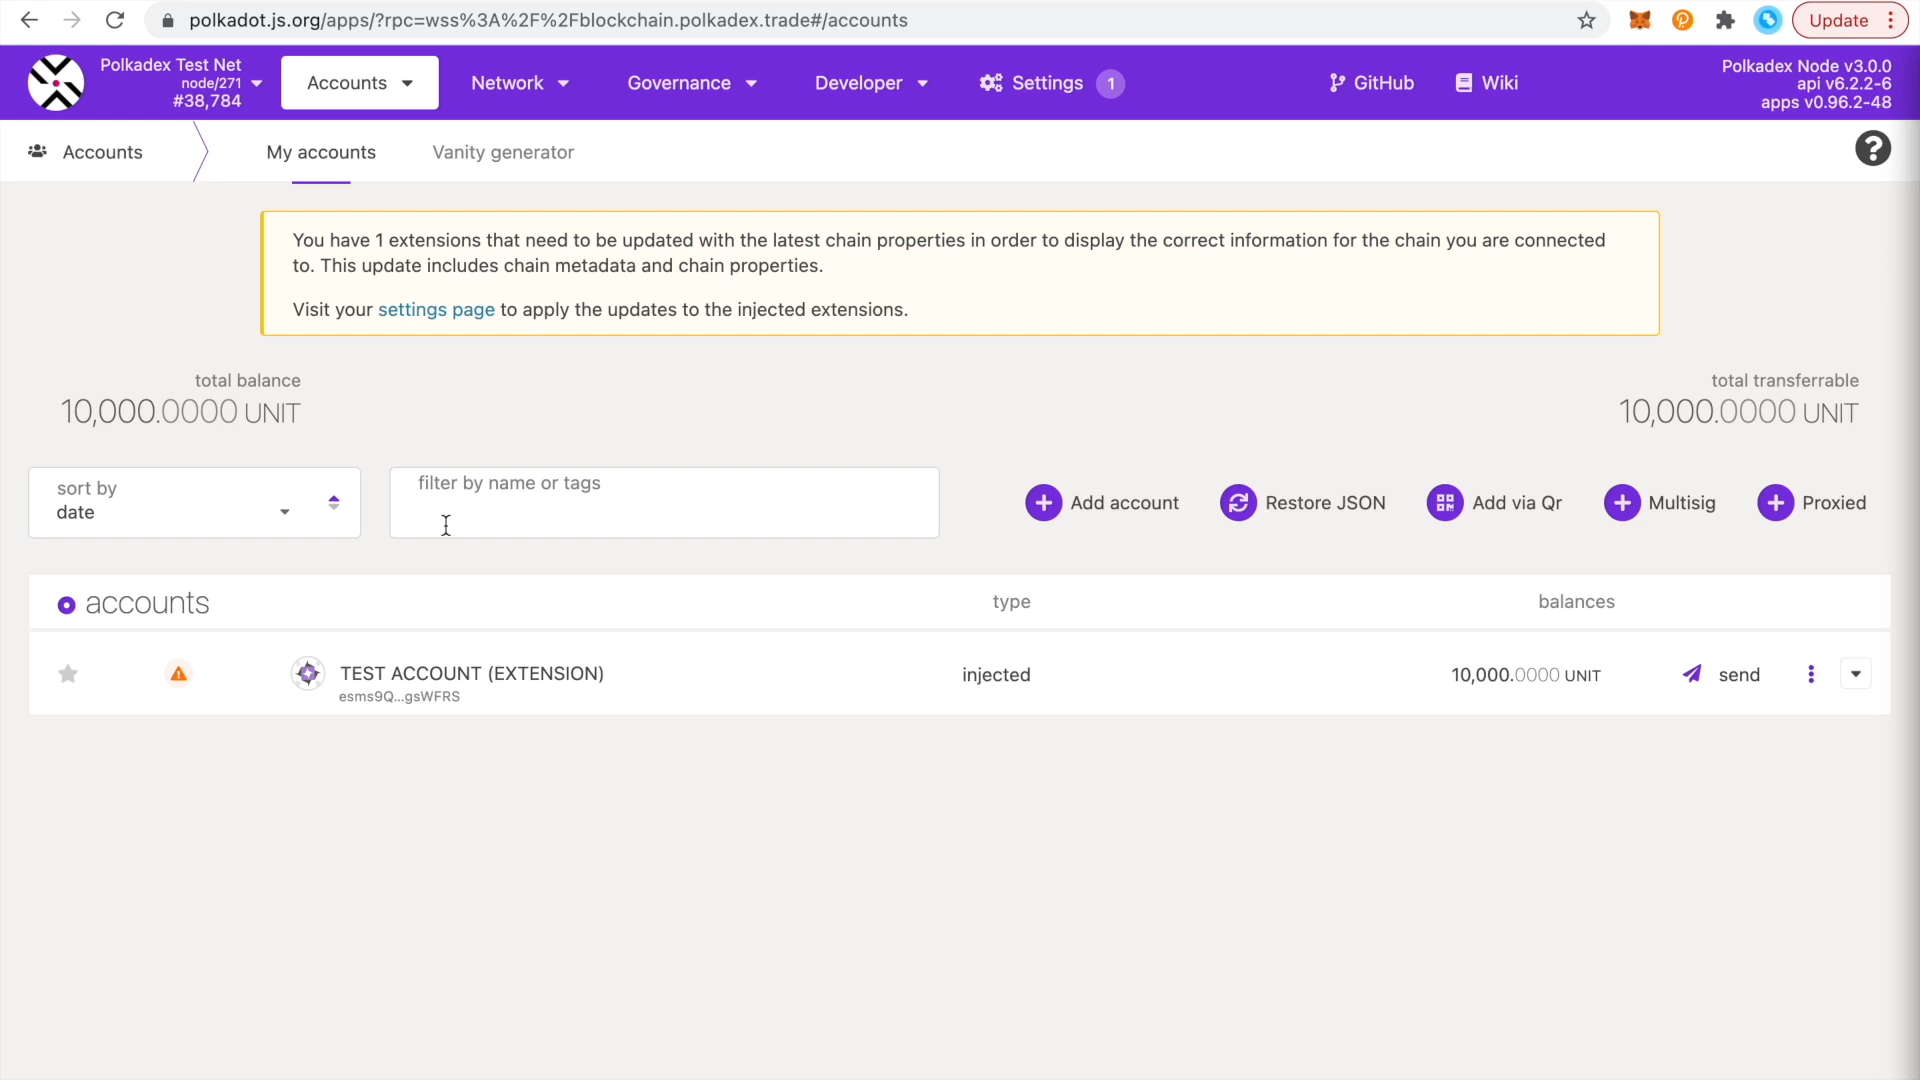 polkadot.js.org/apps/?rpc=wss%3A%2F%2Fblockchain.polkadex.trade#/accounts
Update
Polkadex Test Net
node/271
#38,784
Accounts
Network
Governance
Developer
Settings
1
GitHub
Wiki
Polkadex Node v3.0.0
api v6.2.2-6
apps v0.96.2-48
Accounts
My accounts
Vanity generator
?
You have 1 extensions that need to be updated with the latest chain properties in order to display the correct information for the chain you are connected
to. This update includes chain metadata and chain properties.
Visit your settings page to apply the updates to the injected extensions.
total balance
10,000.0000 UNIT
total transferrable
10,000.0000 UNIT
sort by
date
filter by name or tags
Add account
Restore JSON
Add via Qr
Multisig
Proxied
accounts
type
balances
TEST ACCOUNT (EXTENSION)
esms9Q...gsWFRS
injected
10,000.0000 UNIT
send